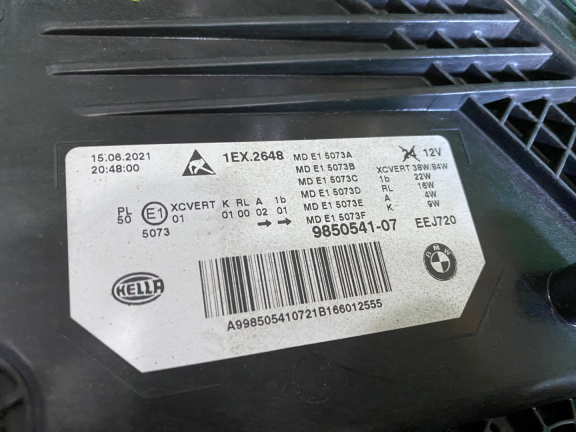 15.06.2021
20:48:00
1EX.2648
MD E1 5073A
MD E1 5073B
MD E1 5073C
MD E1 5073D
MD E1 5073E
MD E1 5073F
12V
XCVERT 38W/84W
1b 22W
RL 16W
A 4W
K 9W
PL E1 XCVERT K RL A 1b
50 01 01 00 02 01
5073
→ →
9850541-07 EEJ720
HELLA
BMW
A998505410721B166012555